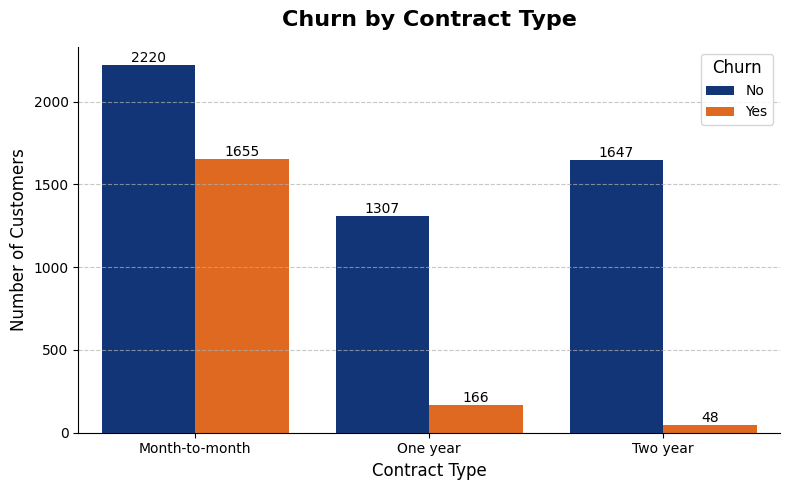 Churn by Contract Type
Churn
No
Yes
Number of Customers
2000
1500
1000
500
0
2220
1655
1307
166
1647
48
Month-to-month
One year
Two year
Contract Type